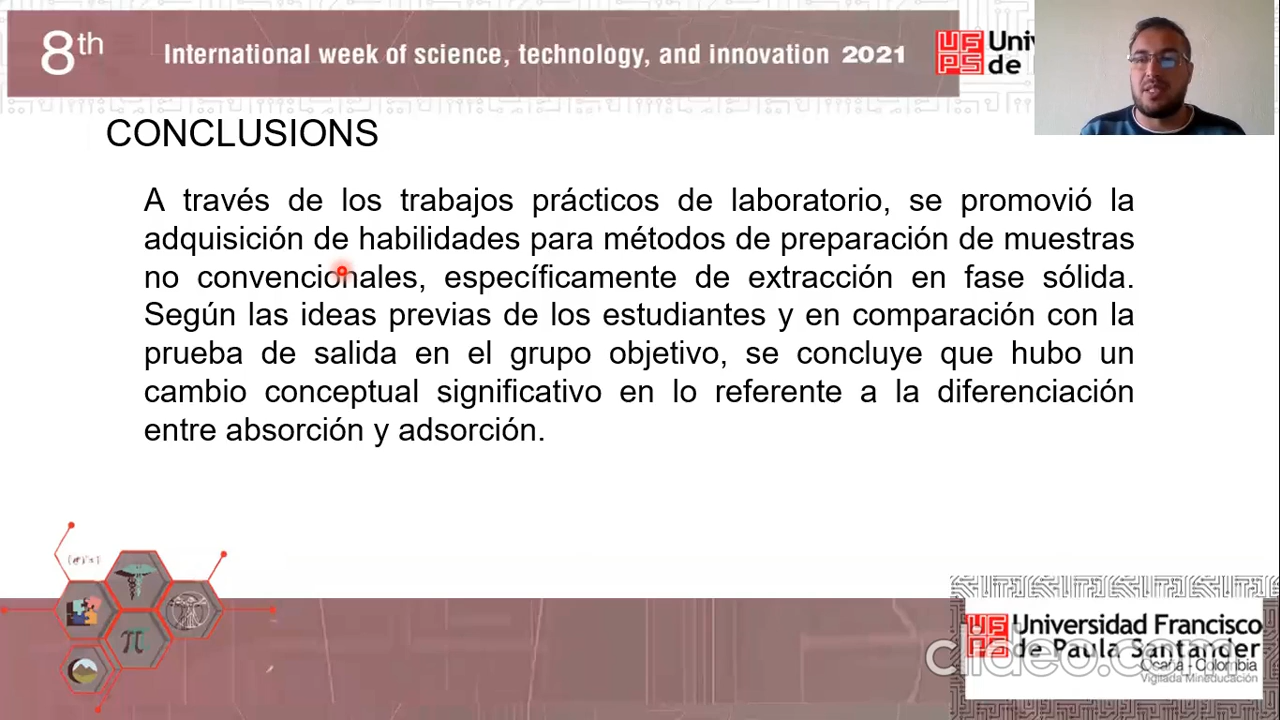 8th
International week of science, technology, and innovation 2021
UFPS
Univ
de
CONCLUSIONS
A través de los trabajos prácticos de laboratorio, se promovió la
adquisición de habilidades para métodos de preparación de muestras
no convencionales, específicamente de extracción en fase sólida.
Según las ideas previas de los estudiantes y en comparación con la
prueba de salida en el grupo objetivo, se concluye que hubo un
cambio conceptual significativo en lo referente a la diferenciación
entre absorción y adsorción.
π
UFPS
Universidad Francisco
de Paula Santander
Ocaña - Colombia
Vigilada Mineducación
clideo.com